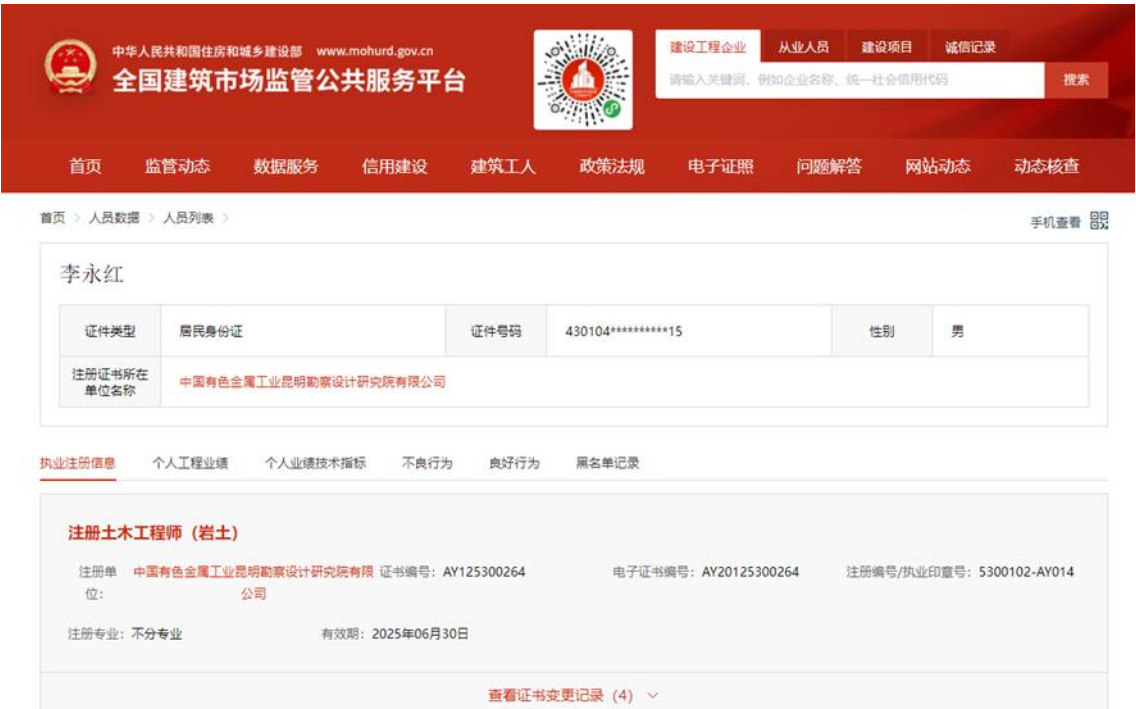 中华人民共和国住房和城乡建设部 www.mohurd.gov.cn
全国建筑市场监管公共服务平台
建设工程企业 从业人员 建设项目 诚信记录
请输入关键词，例如企业名称、统一社会信用代码 搜索
首页 监管动态 数据服务 信用建设 建筑工人 政策法规 电子证照 问题解答 网站动态 动态核查
首页 > 人员数据 > 人员列表 >
手机查看
李永红
证件类型 居民身份证 证件号码 430104**********15 性别 男
注册证书所在
单位名称
中国有色金属工业昆明勘察设计研究院有限公司
执业注册信息 个人工程业绩 个人业绩技术指标 不良行为 良好行为 黑名单记录
注册土木工程师（岩土）
注册单 中国有色金属工业昆明勘察设计研究院有限 证书编号：AY125300264 电子证书编号：AY20125300264 注册编号/执业印章号：5300102-AY014
位： 公司
注册专业：不分专业 有效期：2025年06月30日
查看证书变更记录（4）